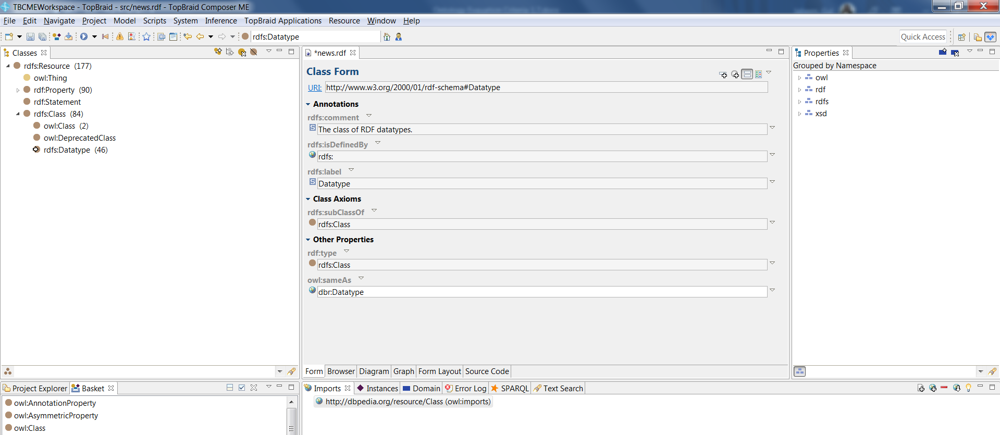 TBCMEWorkspace - TopBraid - src/news.rdf - TopBraid Composer ME
File Edit Navigate Project Model Scripts System Inference TopBraid Applications Resource Window Help
rdfs:Datatype
Quick Access
Classes
rdfs:Resource (177)
owl:Thing
rdf:Property (90)
rdf:Statement
rdfs:Class (84)
owl:Class (2)
owl:DeprecatedClass
rdfs:Datatype (46)
*news.rdf
Class Form
URI: http://www.w3.org/2000/01/rdf-schema#Datatype
Annotations
rdfs:comment
S The class of RDF datatypes.
rdfs:isDefinedBy
rdfs:
rdfs:label
S Datatype
Class Axioms
rdfs:subClassOf
rdfs:Class
Other Properties
rdf:type
rdfs:Class
owl:sameAs
dbr:Datatype
Form Browser Diagram Graph Form Layout Source Code
Properties
Grouped by Namespace
owl
rdf
rdfs
xsd
Project Explorer Basket
owl:AnnotationProperty
owl:AsymmetricProperty
owl:Class
Imports Instances Domain Error Log SPARQL Text Search
http://dbpedia.org/resource/Class (owl:imports)